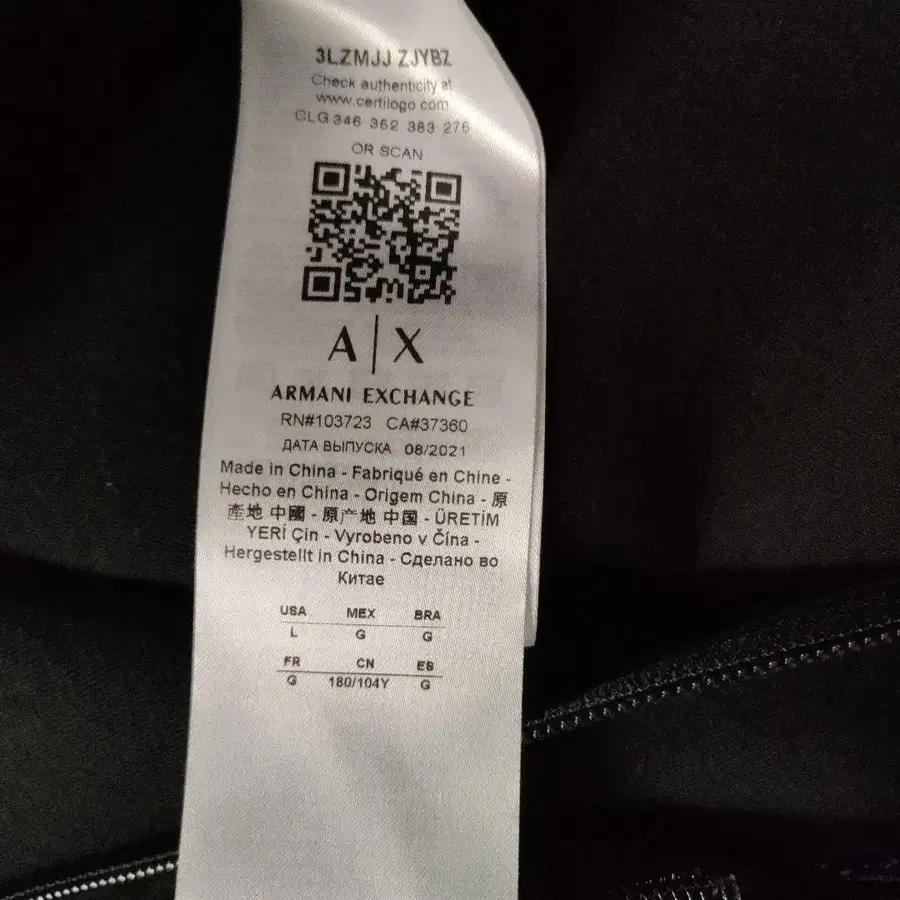 3LZMJJ ZJYBZ
Check authenticity at
www.certilogo.com
CLG 346 352 383 276
OR SCAN
A|X
ARMANI EXCHANGE
RN#103723 CA#37360
ДАТА ВЫПУСКА 08/2021
Made in China - Fabriqué en Chine -
Hecho en China - Origem China - 原
產地 中國 - 原产地 中国 - ÜRETİM
YERİ Çin - Vyrobeno v Čína -
Hergestellt in China - Сделано во
Китае
USA MEX BRA
L G G
FR CN ES
G 180/104Y G